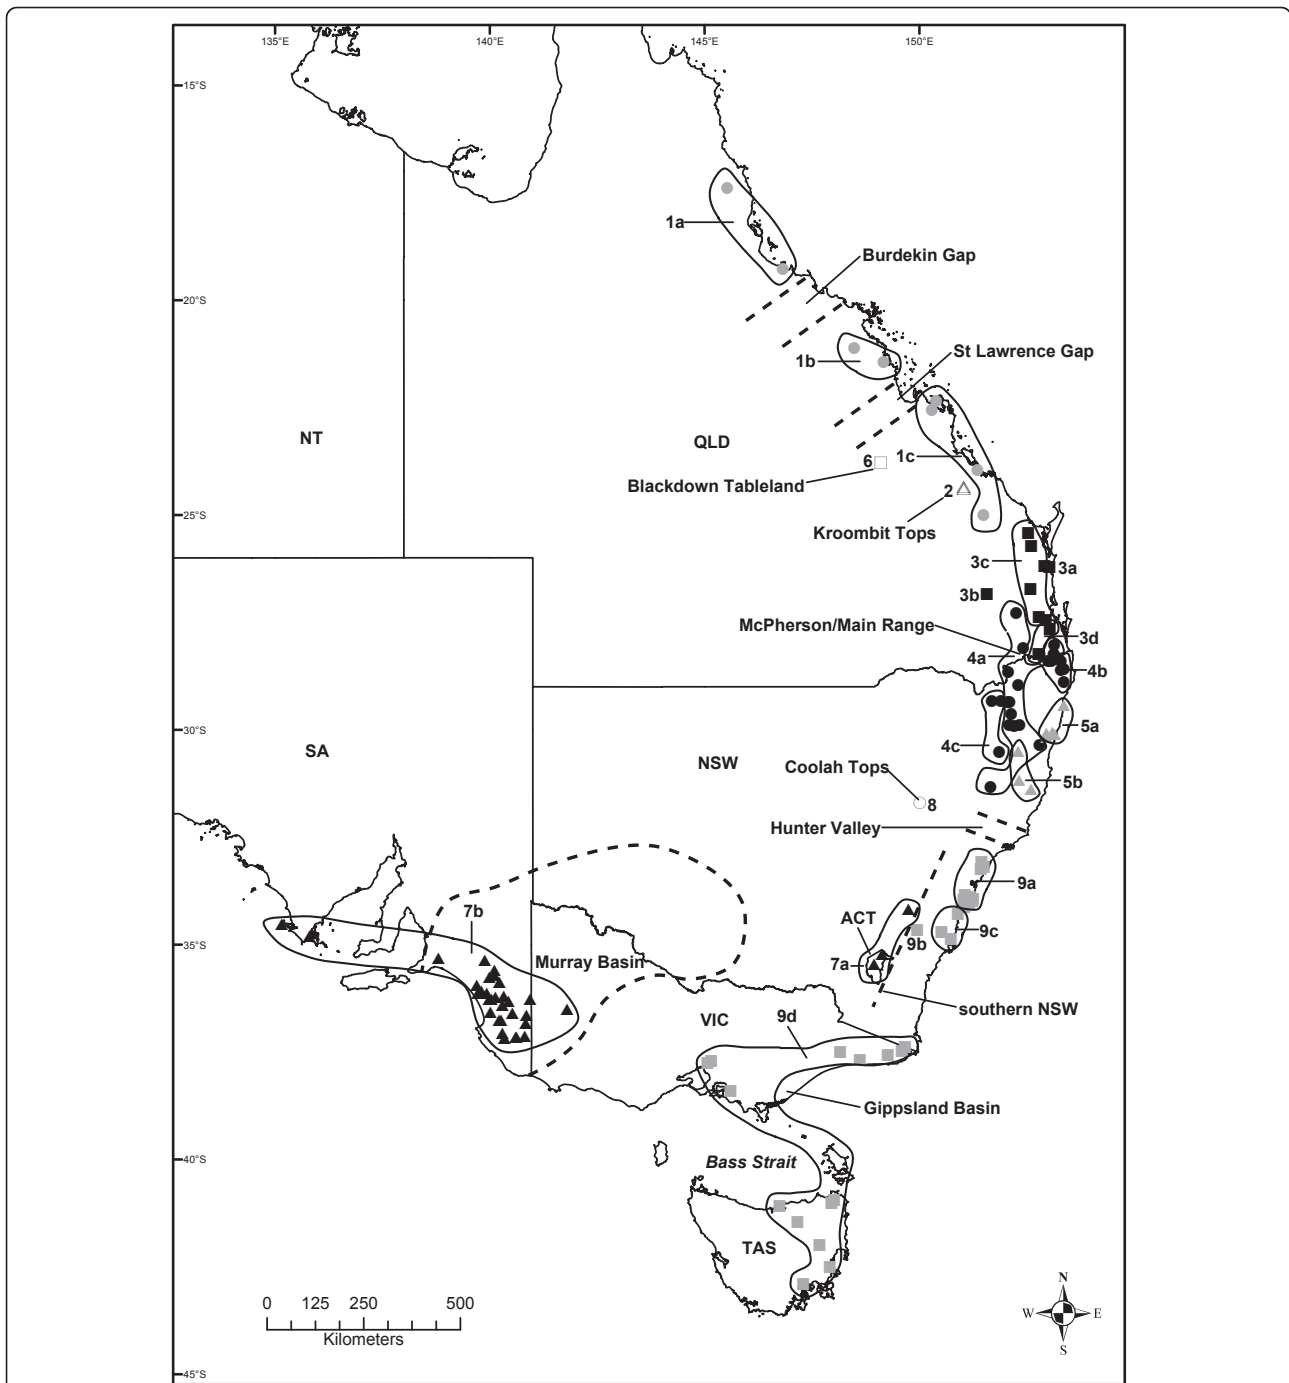 135°E 140°E 145°E 150°E
15°S
1a
Burdekin Gap
20°S
St Lawrence Gap
1b
NT
QLD
1c
6
Blackdown Tableland
2
25°S
Kroombit Tops
3c
3a
3b
McPherson/Main Range
3d
4a
4b
5a
30°S
SA
4c
NSW
Coolah Tops
5b
8
Hunter Valley
9a
7b
ACT
9c
35°S
9b
Murray Basin
7a
southern NSW
VIC
9d
Gippsland Basin
40°S
Bass Strait
TAS
N
0 125 250 500
W E
Kilometers
S
45°S